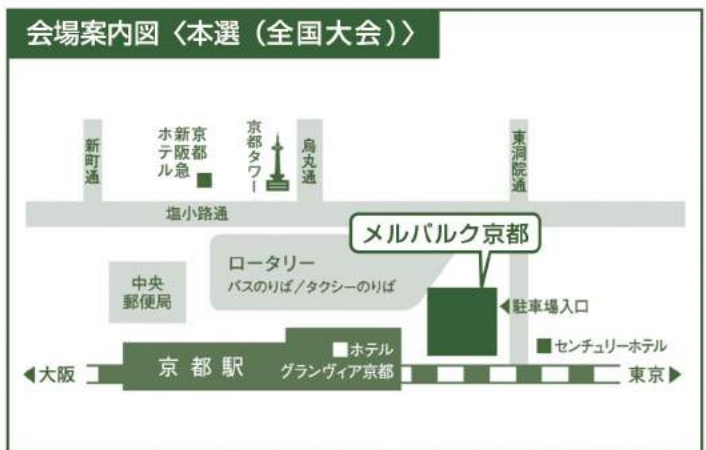 会場案内図〈本選（全国大会）〉
新町通
京都
新阪急
ホテル
京都タワー
烏丸通
東洞院通
塩小路通
メルパルク京都
ロータリー
バスのりば／タクシーのりば
中央
郵便局
◀駐車場入口
■センチュリーホテル
□ホテル
グランヴィア京都
京都駅
◀大阪
東京▶